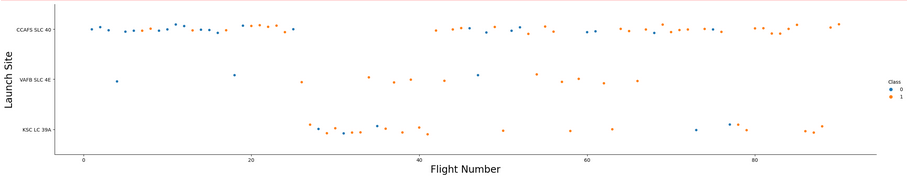 CCAFS SLC 40
VAFB SLC 4E
KSC LC 39A
Launch Site
0
20
40
60
80
Flight Number
Class
0
1